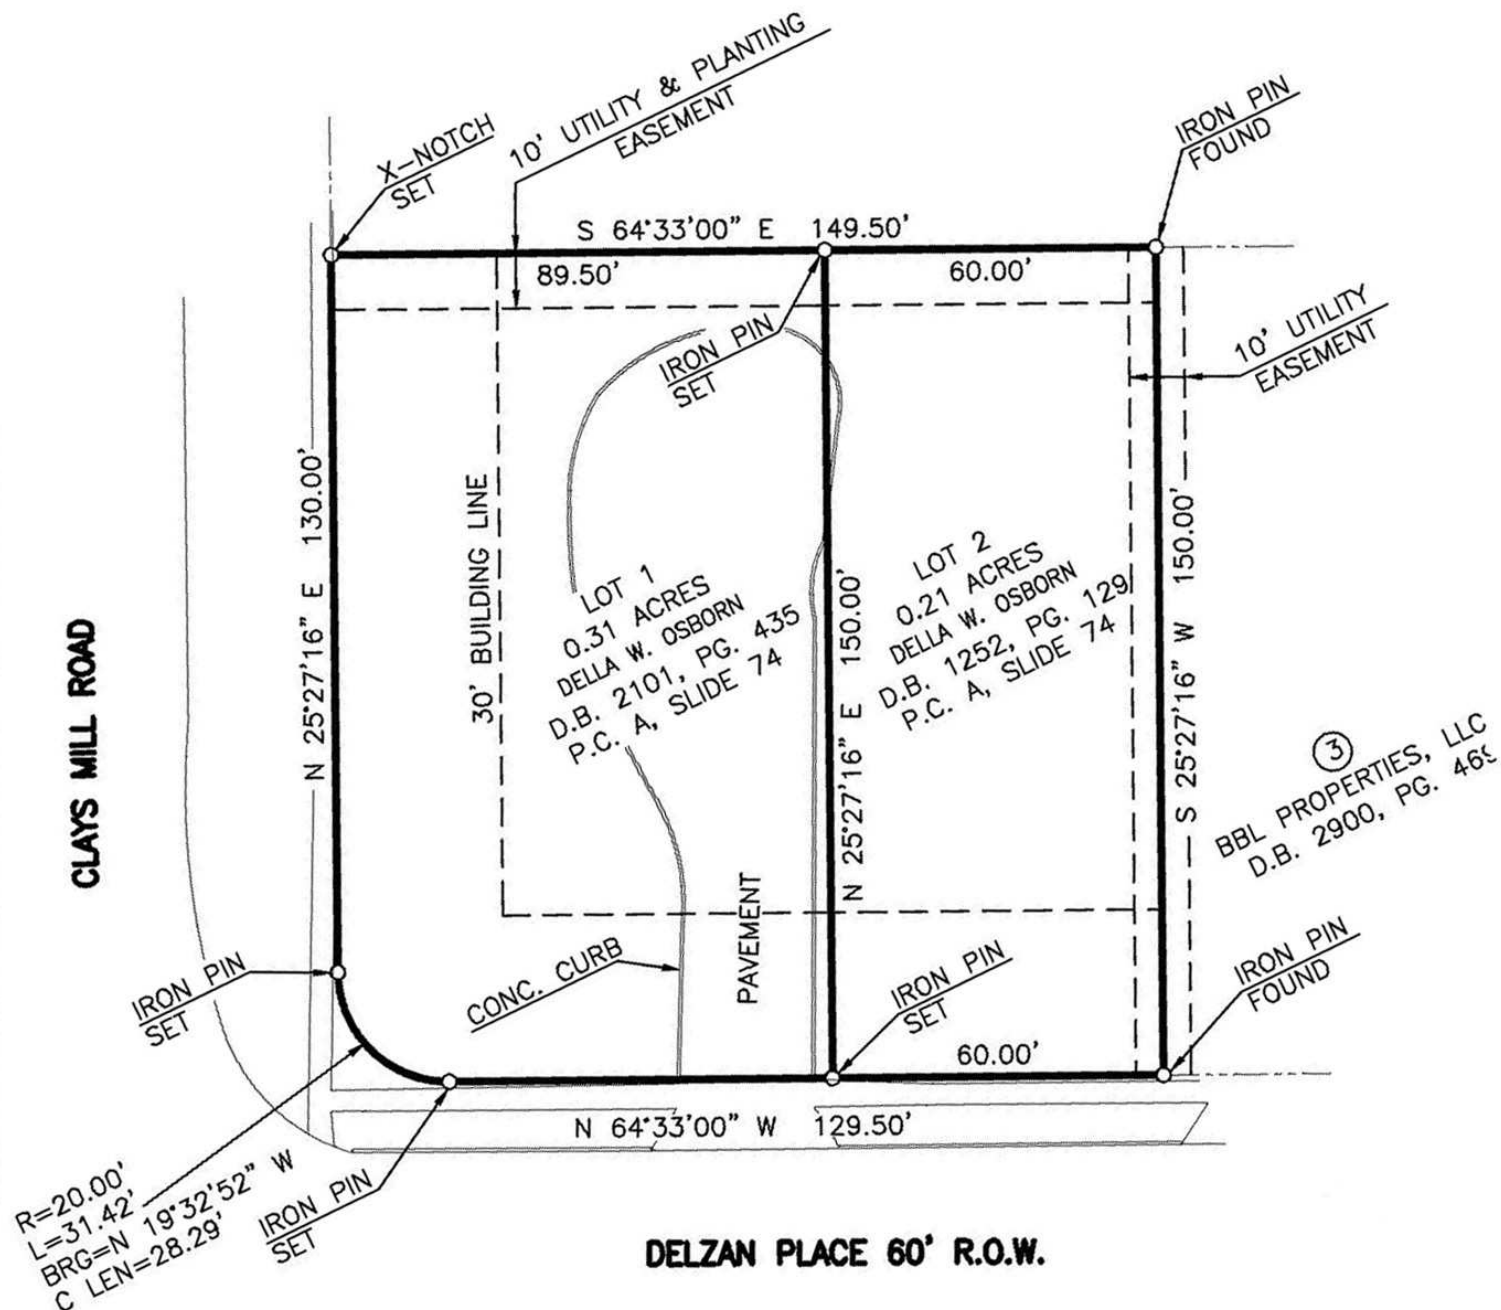 10' UTILITY & PLANTING
EASEMENT
X-NOTCH
SET
IRON PIN
FOUND
S 64°33'00" E 149.50'
89.50'
60.00'
IRON PIN
SET
10' UTILITY
EASEMENT
N 25°27'16" E 130.00'
30' BUILDING LINE
LOT 1
0.31 ACRES
DELLA W. OSBORN
D.B. 2101, PG. 435
P.C. A, SLIDE 74
N 25°27'16" E 150.00'
LOT 2
0.21 ACRES
DELLA W. OSBORN
D.B. 1252, PG. 129
P.C. A, SLIDE 74
S 25°27'16" W 150.00'
CLAYS MILL ROAD
3
BBL PROPERTIES, LLC
D.B. 2900, PG.
IRON PIN
SET
CONC. CURB
PAVEMENT
IRON PIN
SET
IRON PIN
FOUND
60.00'
N 64°33'00" W 129.50'
R=20.00'
L=31.42'
BRG=N 19°32'52" W
C LEN=28.29'
IRON PIN
SET
DELZAN PLACE 60' R.O.W.